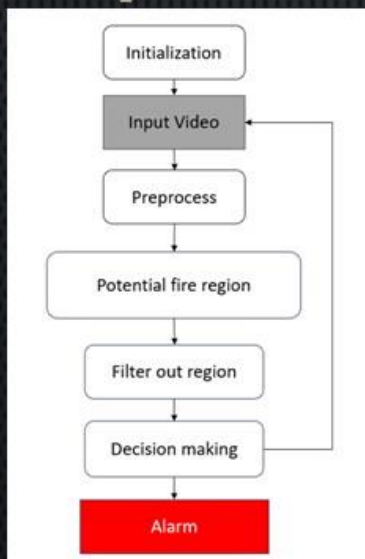 Initialization
Input Video
Preprocess
Potential fire region
Filter out region
Decision making
Alarm